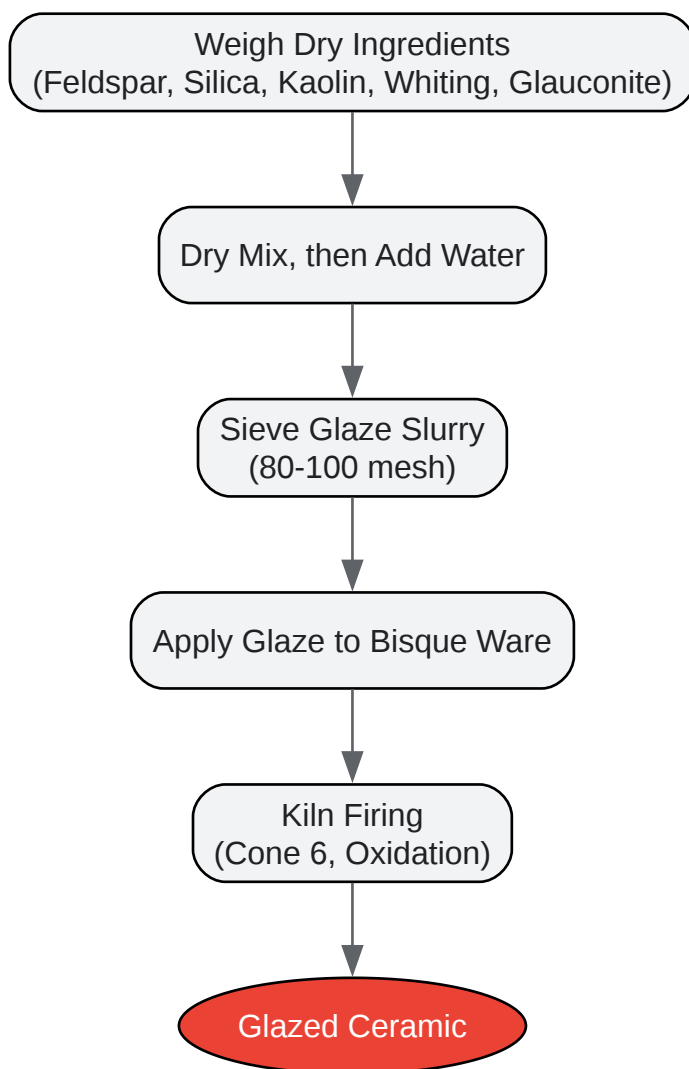 Weigh Dry Ingredients
(Feldspar, Silica, Kaolin, Whiting, Glauconite)
Dry Mix, then Add Water
Sieve Glaze Slurry
(80-100 mesh)
Apply Glaze to Bisque Ware
Kiln Firing
(Cone 6, Oxidation)
Glazed Ceramic